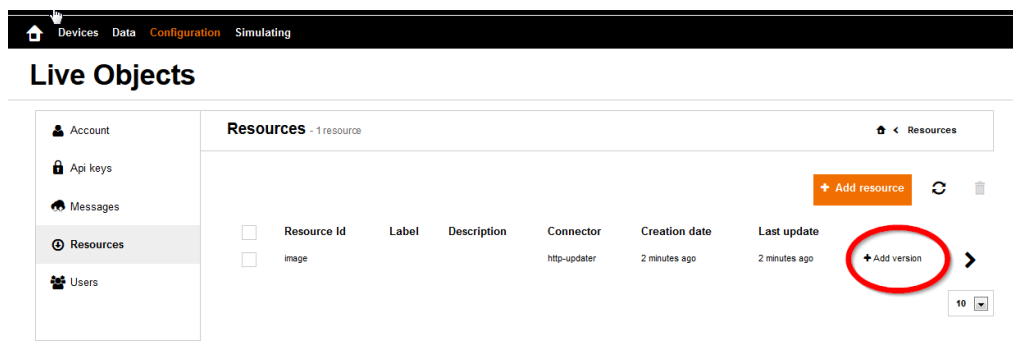 Devices Data Configuration Simulating
Live Objects
Account
Api keys
Messages
Resources
Users
Resources - 1 resource
Resources
+ Add resource
Resource Id Label Description Connector Creation date Last update
image http-updater 2 minutes ago 2 minutes ago + Add version
10